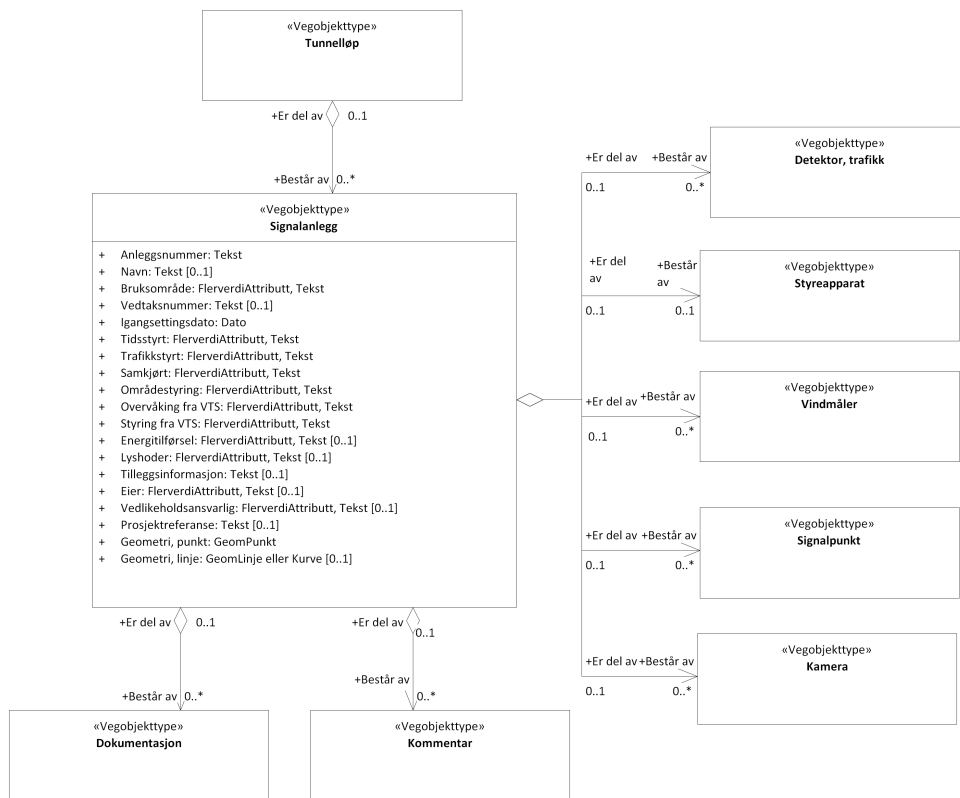 «Vegobjekttype»
Tunnelløp
+Er del av 0..1
+Består av 0..*
«Vegobjekttype»
Signalanlegg
+ Anleggsnummer: Tekst
+ Navn: Tekst [0..1]
+ Bruksområde: FlerverdiAttributt, Tekst
+ Vedtaksnummer: Tekst [0..1]
+ Igangsettingsdato: Dato
+ Tidsstyrt: FlerverdiAttributt, Tekst
+ Trafikkstyrt: FlerverdiAttributt, Tekst
+ Samkjørt: FlerverdiAttributt, Tekst
+ Områdestyring: FlerverdiAttributt, Tekst
+ Overvåking fra VTS: FlerverdiAttributt, Tekst
+ Styring fra VTS: FlerverdiAttributt, Tekst
+ Energitilførsel: FlerverdiAttributt, Tekst [0..1]
+ Lyshoder: FlerverdiAttributt, Tekst [0..1]
+ Tilleggsinformasjon: Tekst [0..1]
+ Eier: FlerverdiAttributt, Tekst [0..1]
+ Vedlikeholdsansvarlig: FlerverdiAttributt, Tekst [0..1]
+ Prosjektreferanse: Tekst [0..1]
+ Geometri, punkt: GeomPunkt
+ Geometri, linje: GeomLinje eller Kurve [0..1]
+Er del av +Består av
0..1 0..*
«Vegobjekttype»
Detektor, trafikk
+Er del
av
+Består
av
0..1 0..1
«Vegobjekttype»
Styreapparat
+Er del av +Består av
0..1 0..*
«Vegobjekttype»
Vindmåler
+Er del av +Består av
0..1 0..*
«Vegobjekttype»
Signalpunkt
+Er del av +Består av
0..1 0..*
«Vegobjekttype»
Kamera
+Er del av 0..1
+Består av 0..*
«Vegobjekttype»
Dokumentasjon
+Er del av 0..1
+Består av
0..*
«Vegobjekttype»
Kommentar